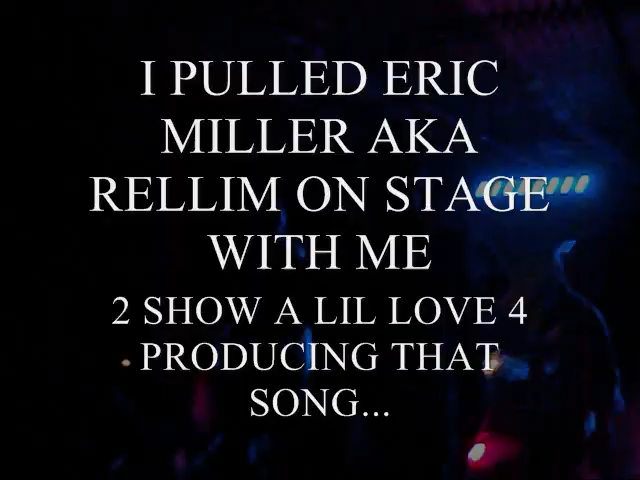 I PULLED ERIC
MILLER AKA
RELLIM ON STAGE
WITH ME
2 SHOW A LIL LOVE 4
PRODUCING THAT
SONG...